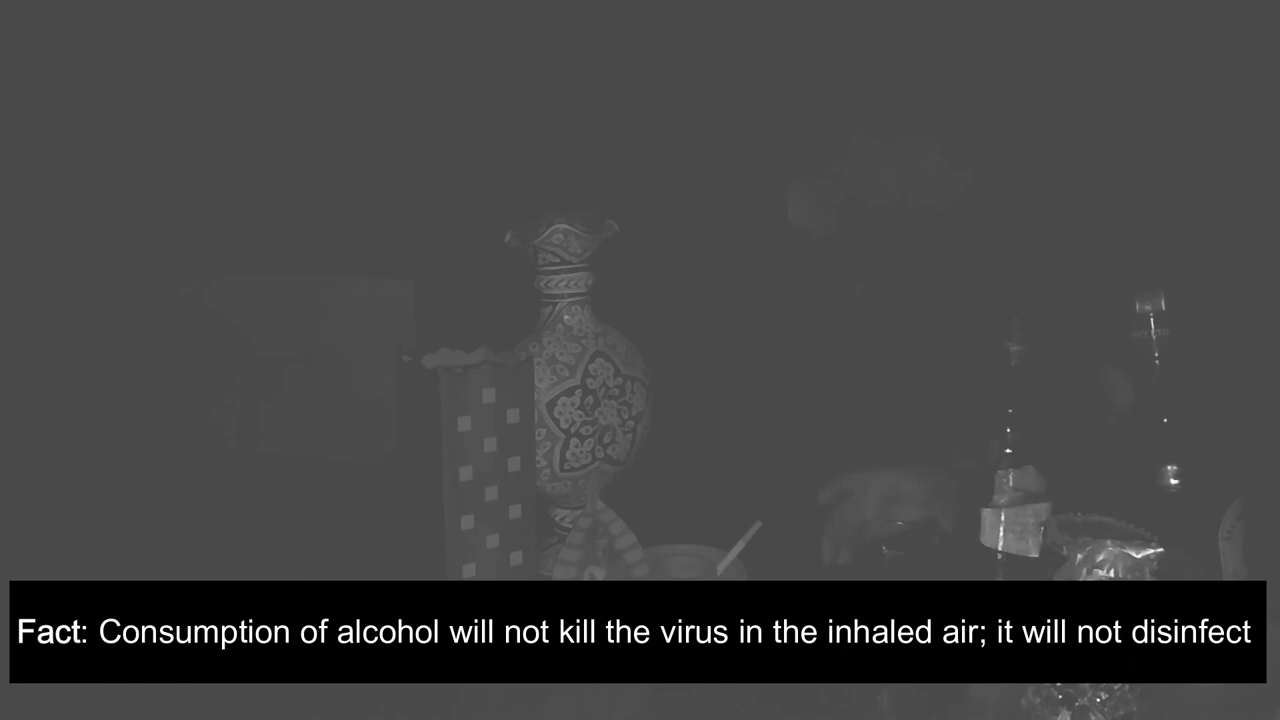 Fact: Consumption of alcohol will not kill the virus in the inhaled air; it will not disinfect